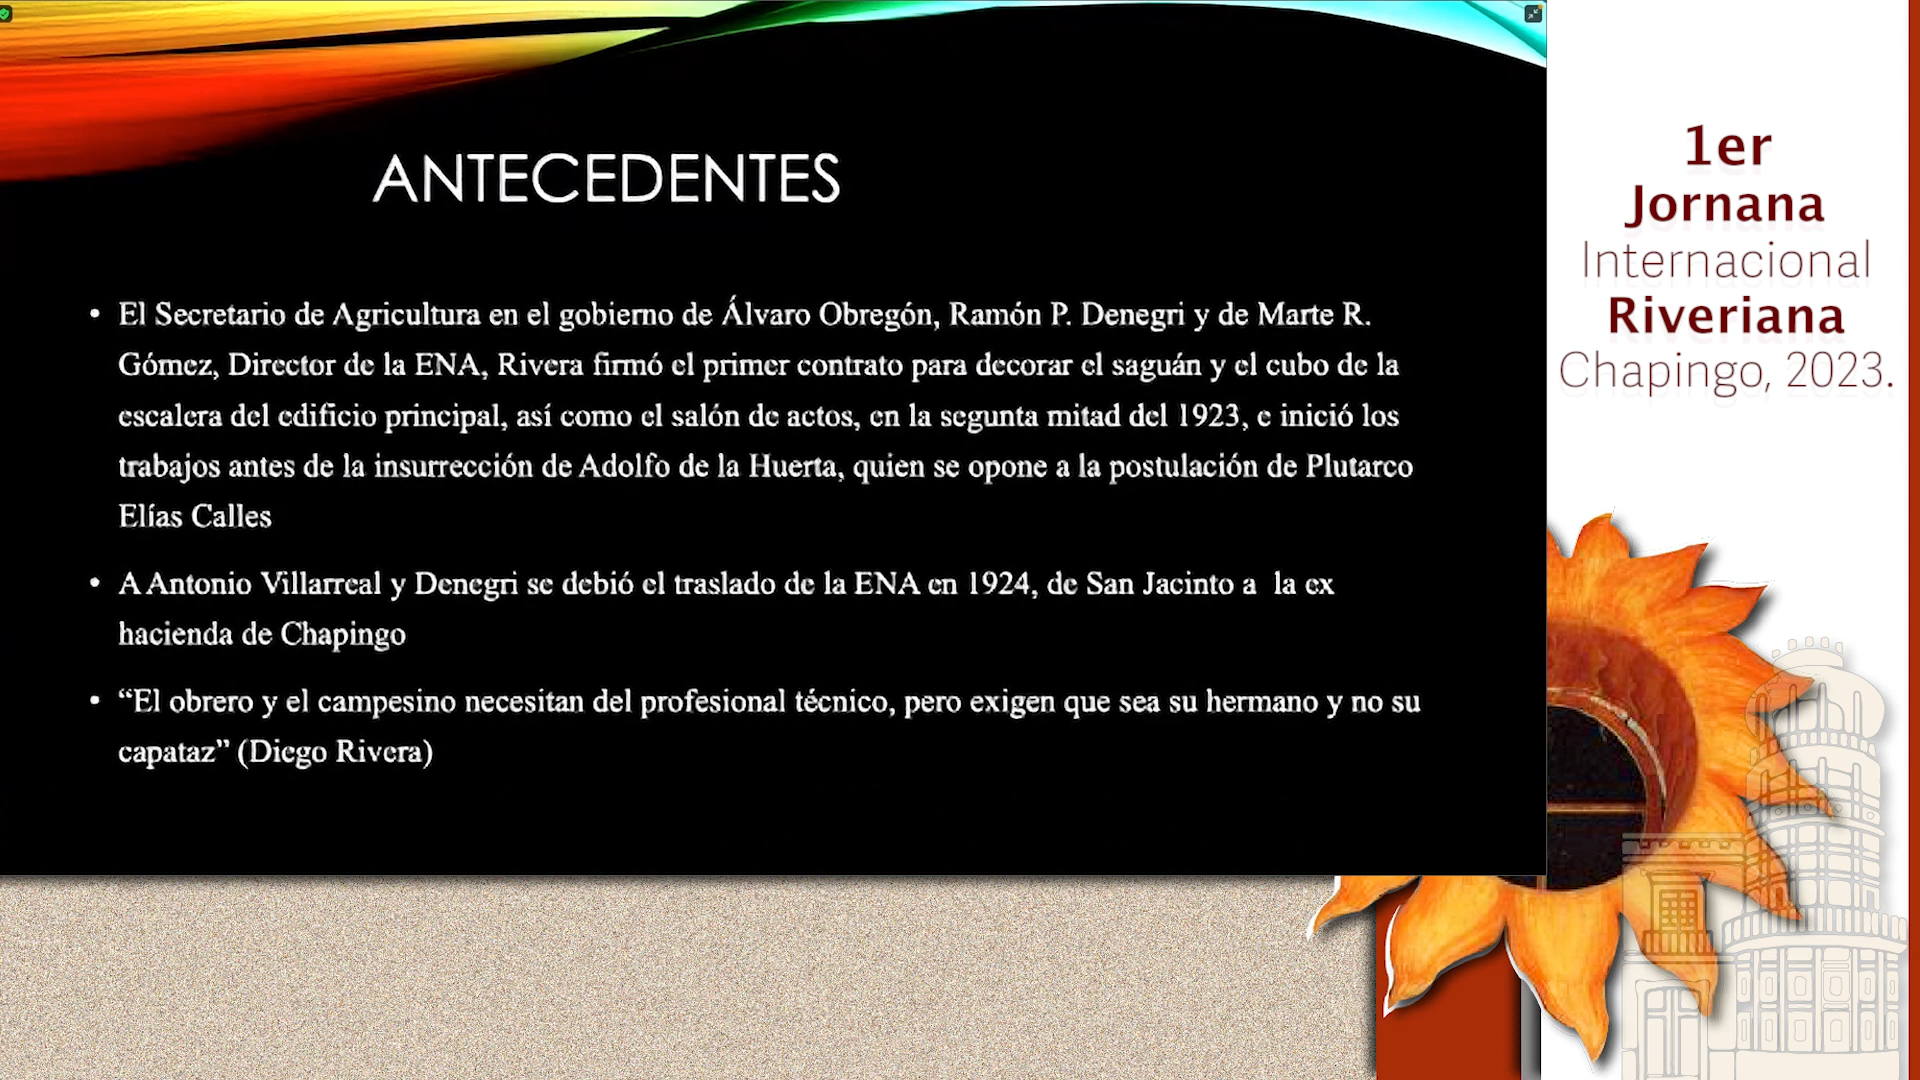 ANTECEDENTES
• El Secretario de Agricultura en el gobierno de Álvaro Obregón, Ramón P. Denegri y de Marte R.
Gómez, Director de la ENA, Rivera firmó el primer contrato para decorar el saguán y el cubo de la
escalera del edificio principal, así como el salón de actos, en la segunta mitad del 1923, e inició los
trabajos antes de la insurrección de Adolfo de la Huerta, quien se opone a la postulación de Plutarco
Elías Calles
• A Antonio Villarreal y Denegri se debió el traslado de la ENA en 1924, de San Jacinto a la ex
hacienda de Chapingo
• “El obrero y el campesino necesitan del profesional técnico, pero exigen que sea su hermano y no su
capataz” (Diego Rivera)
1er
Jornana
Internacional
Riveriana
Chapingo, 2023.